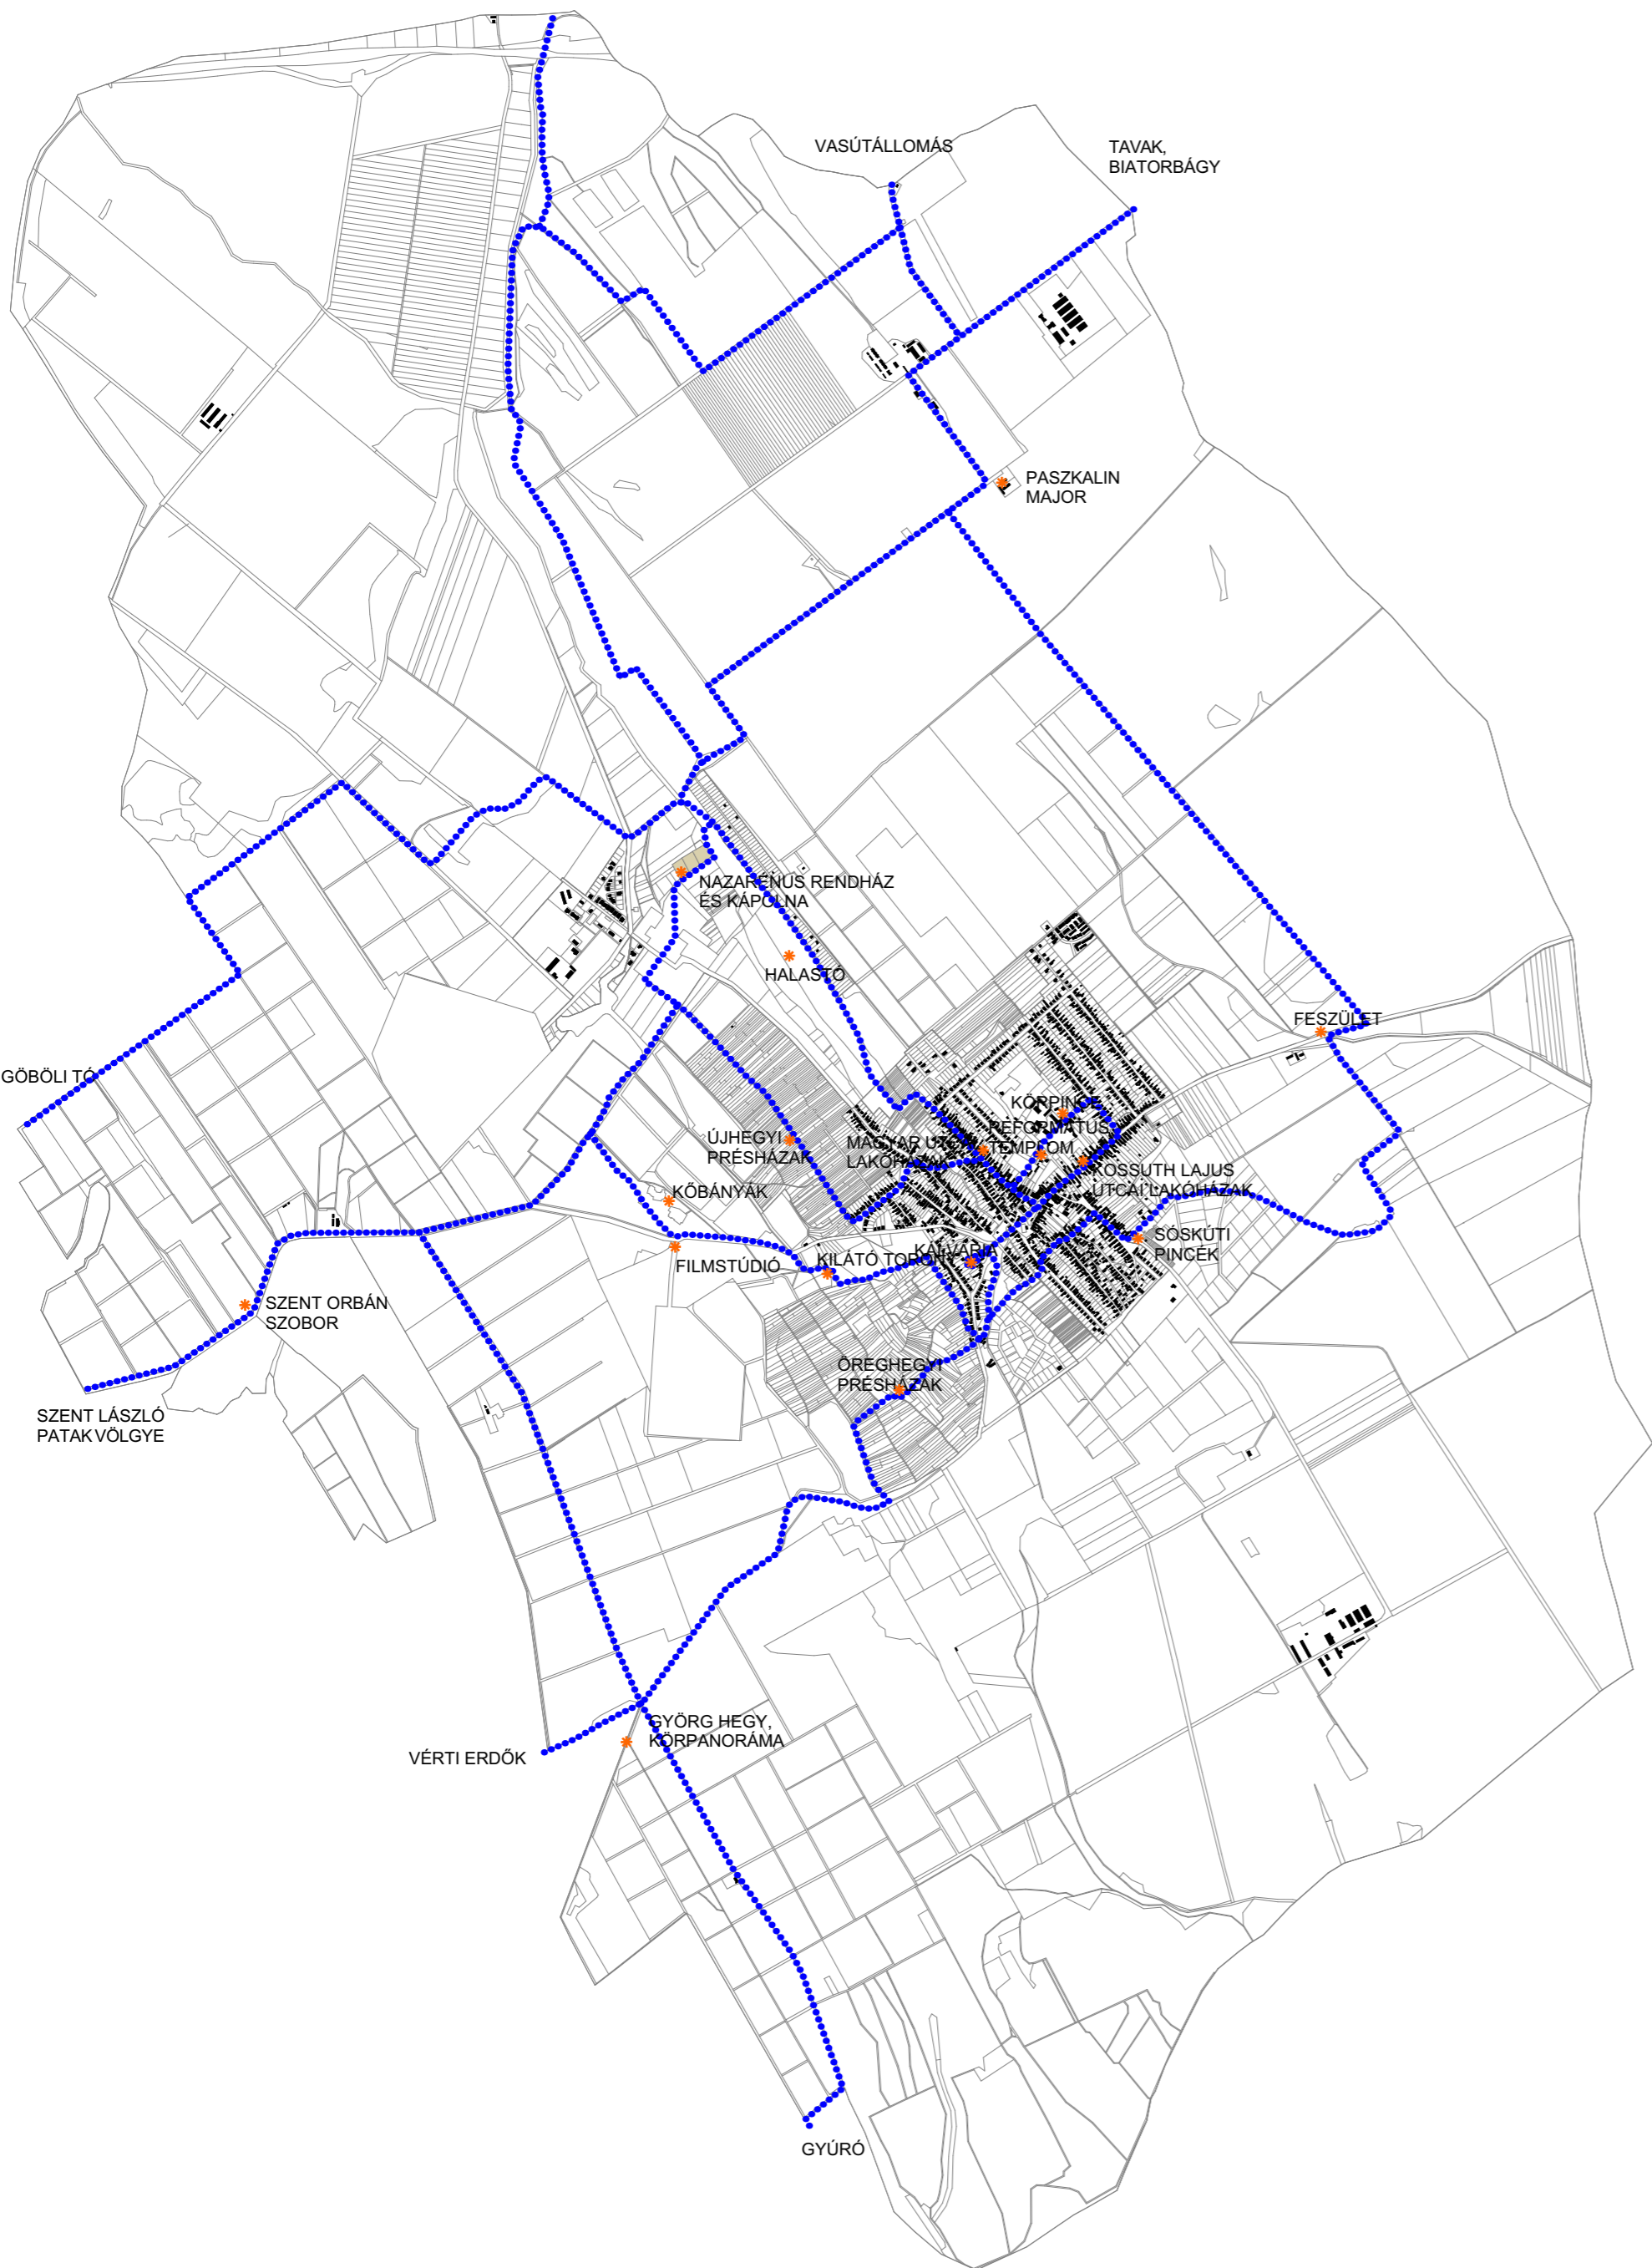 VASÚTÁLLOMÁS
TAVAK,
BIATORBÁGY
PASZKALIN
MAJOR
NAZARÉNUS RENDHÁZ
ÉS KÁPOLNA
HALASTÓ
FESZÜLET
GÖBÖLI TÓ
KÖRPINCE
REFORMÁTUS
TEMPLOM
MAGYAR UTCAI
LAKÓHÁZAK
ÚJHEGYI
PRÉSHÁZAK
KOSSUTH LAJUS
UTCAI LAKÓHÁZAK
KŐBÁNYÁK
SÓSKÚTI
PINCÉK
KÁLVÁRIA
KILÁTÓ TORONY
FILMSTÚDIÓ
SZENT ORBÁN
SZOBOR
ÖREGHEGYI
PRÉSHÁZAK
SZENT LÁSZLÓ
PATAK VÖLGYE
GYÖRG HEGY,
KÖRPANORÁMA
VÉRTI ERDŐK
GYÚRÓ